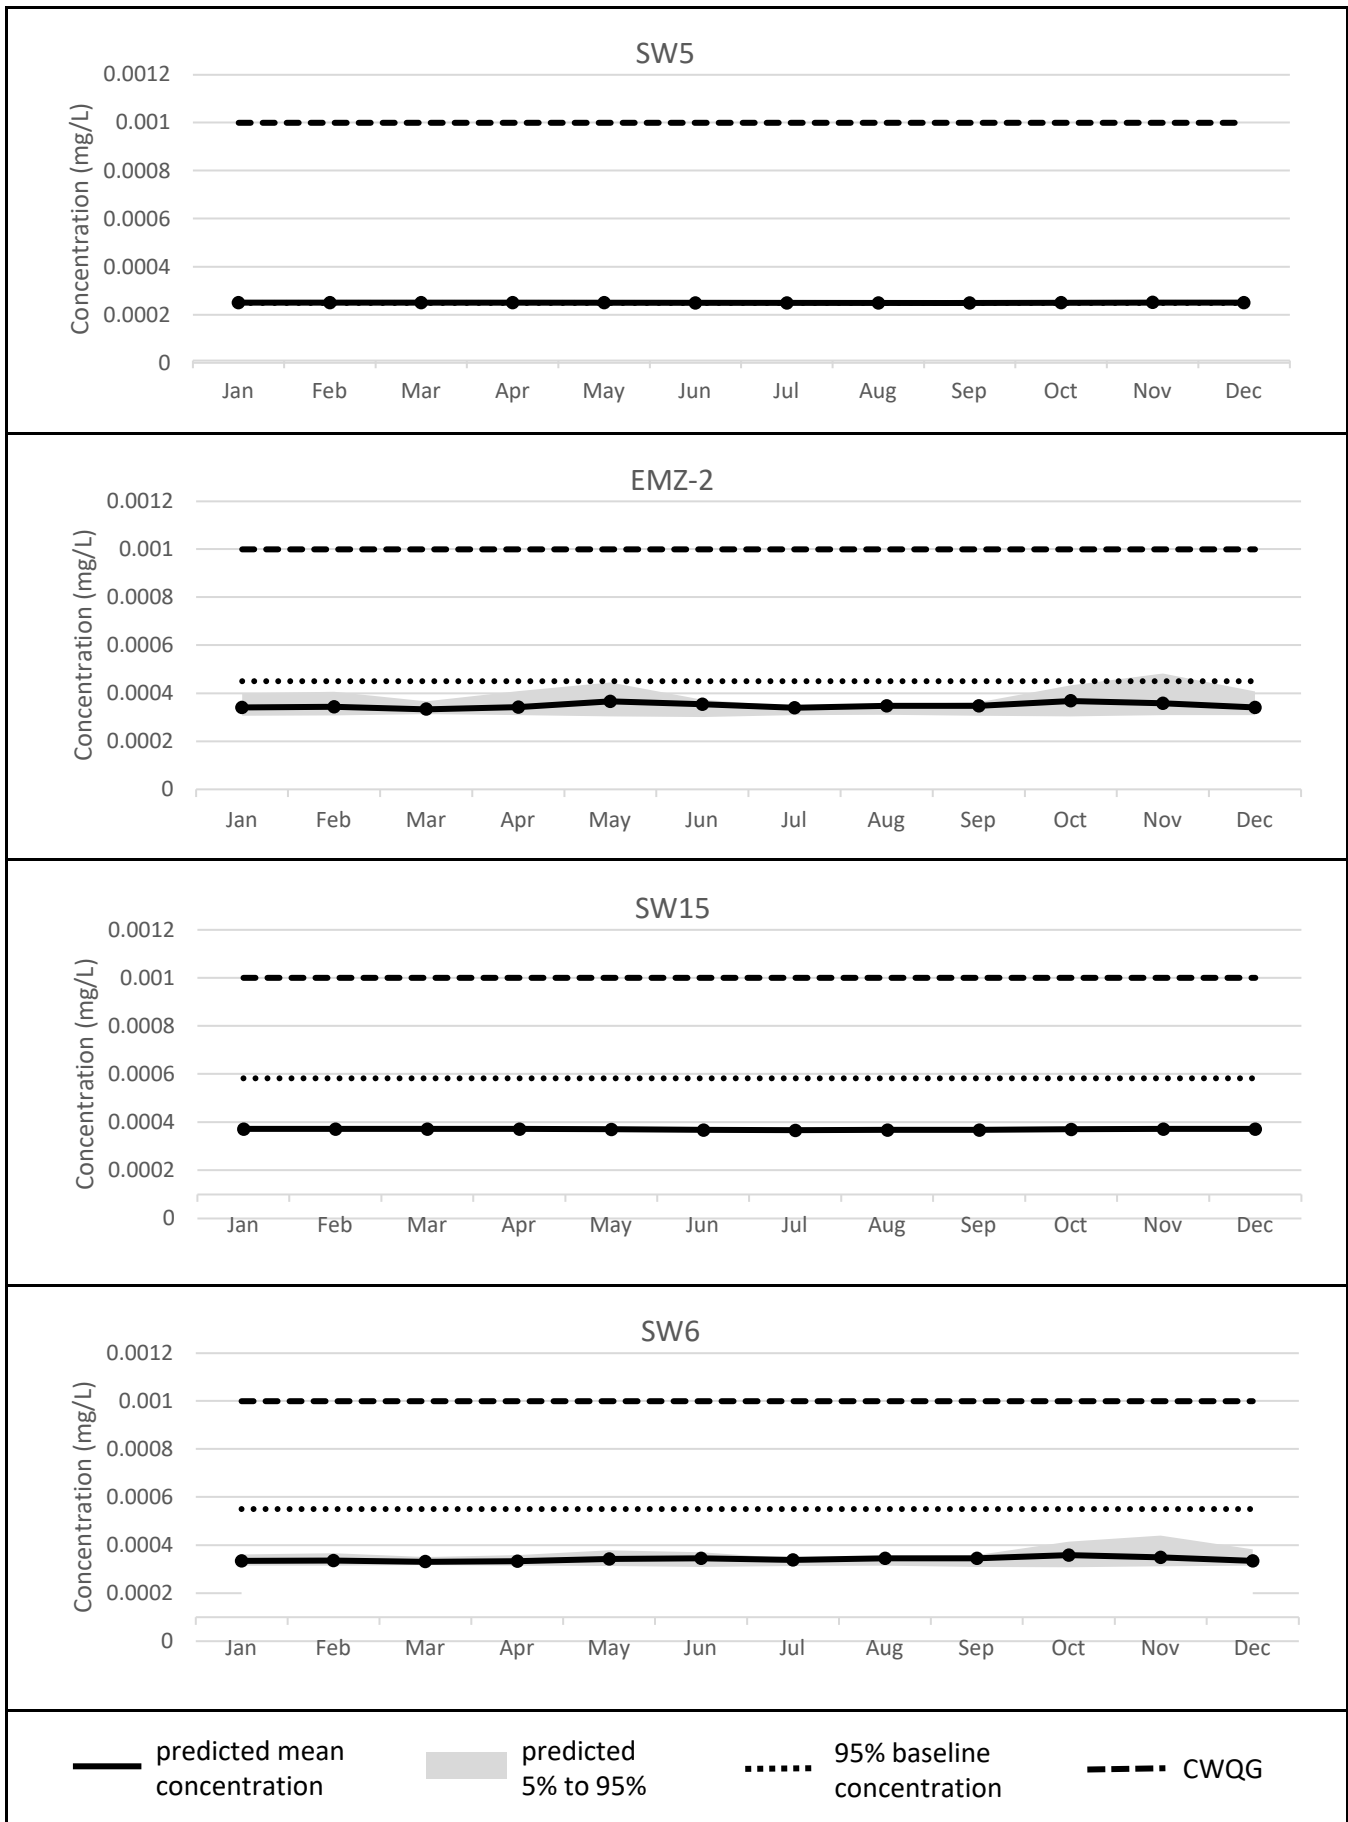 SW5
Concentration (mg/L)
0.0012
0.001
0.0008
0.0006
0.0004
0.0002
0
Jan Feb Mar Apr May Jun Jul Aug Sep Oct Nov Dec
EMZ-2
Concentration (mg/L)
0.0012
0.001
0.0008
0.0006
0.0004
0.0002
0
Jan Feb Mar Apr May Jun Jul Aug Sep Oct Nov Dec
SW15
Concentration (mg/L)
0.0012
0.001
0.0008
0.0006
0.0004
0.0002
0
Jan Feb Mar Apr May Jun Jul Aug Sep Oct Nov Dec
SW6
Concentration (mg/L)
0.0012
0.001
0.0008
0.0006
0.0004
0.0002
0
Jan Feb Mar Apr May Jun Jul Aug Sep Oct Nov Dec
predicted mean
concentration
predicted
5% to 95%
95% baseline
concentration
CWQG